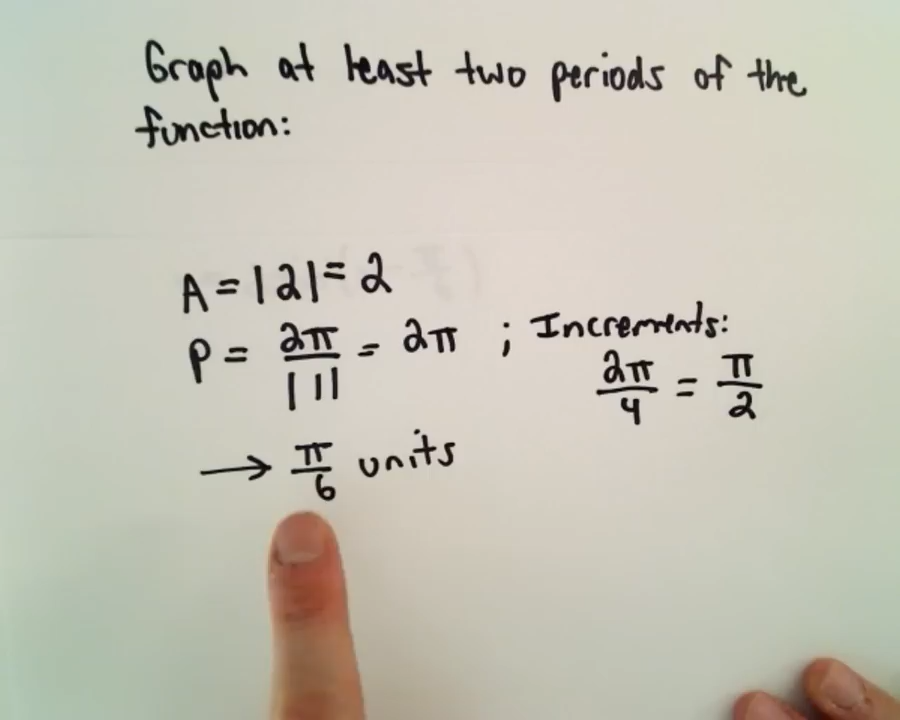 Graph at least two periods of the
function:
A = |2| = 2
P = 2π/|1| = 2π ; Increments:
2π/4 = π/2
→ π/6 units